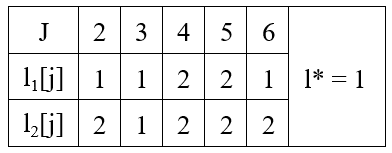 J 2 3 4 5 6
l₁[j] 1 1 2 2 1 l* = 1
l₂[j] 2 1 2 2 2